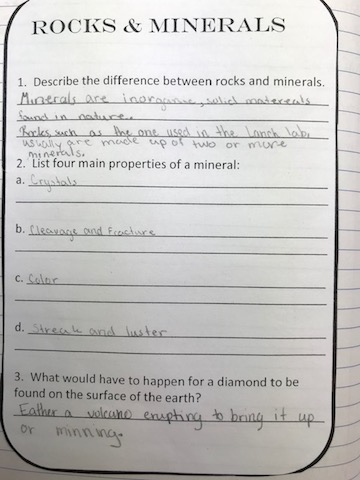 ROCKS & MINERALS
1. Describe the difference between rocks and minerals.
Minerals are inorganic, solid matereals
found in nature.
Rocks, such as the one used in the lanch lab,
usually are made up of two or more
minerals.
2. List four main properties of a mineral:
a. Crystals
b. Cleavage and Fracture
c. Color
d. Streak and luster
3. What would have to happen for a diamond to be
found on the surface of the earth?
Eather a volcano erupting to bring it up
or minning.